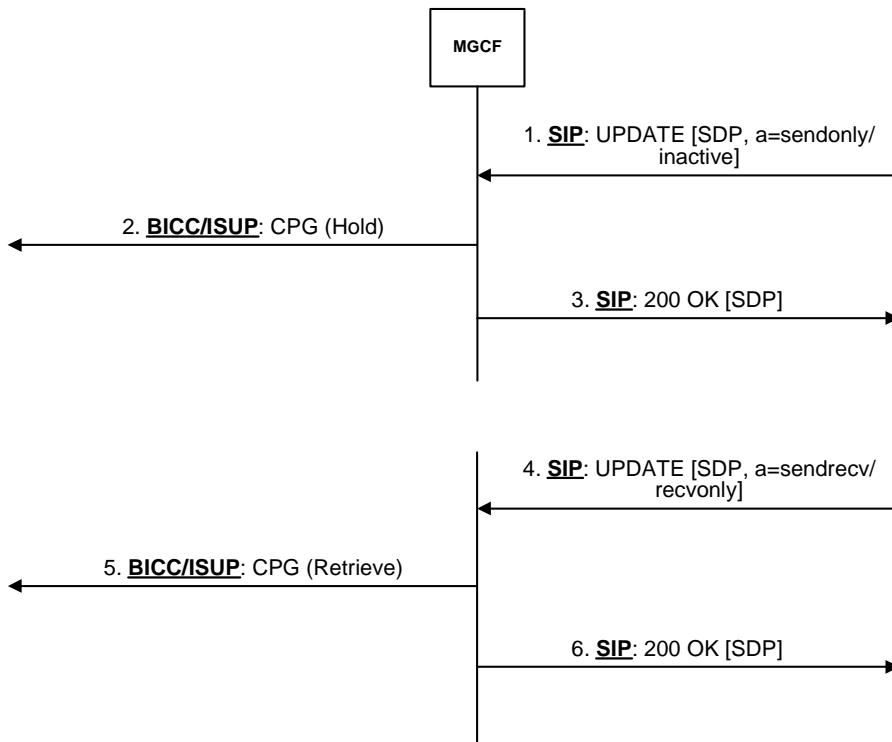 MGCF
1. SIP: UPDATE [SDP, a=sendonly/
inactive]
2. BICC/ISUP: CPG (Hold)
3. SIP: 200 OK [SDP]
4. SIP: UPDATE [SDP, a=sendrecv/
recvonly]
5. BICC/ISUP: CPG (Retrieve)
6. SIP: 200 OK [SDP]